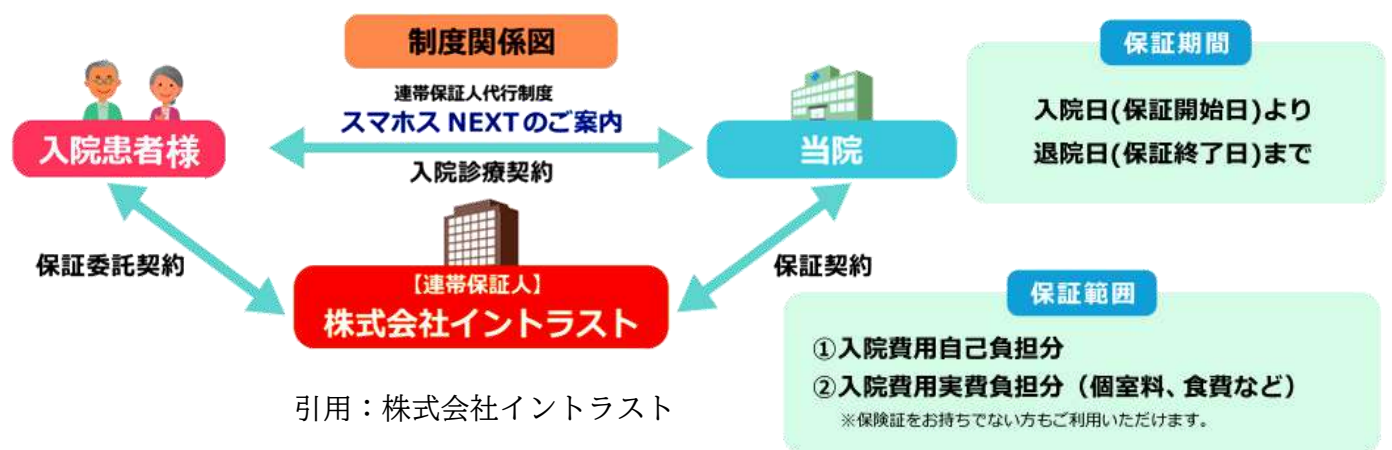 制度関係図
連帯保証人代行制度
スマホス NEXTのご案内
入院患者様
当院
入院診療契約
保証委託契約
保証契約
【連帯保証人】
株式会社イントラスト
引用：株式会社イントラスト
保証期間
入院日(保証開始日)より
退院日(保証終了日)まで
保証範囲
①入院費用自己負担分
②入院費用実費負担分（個室料、食費など）
※保険証をお持ちでない方もご利用いただけます。